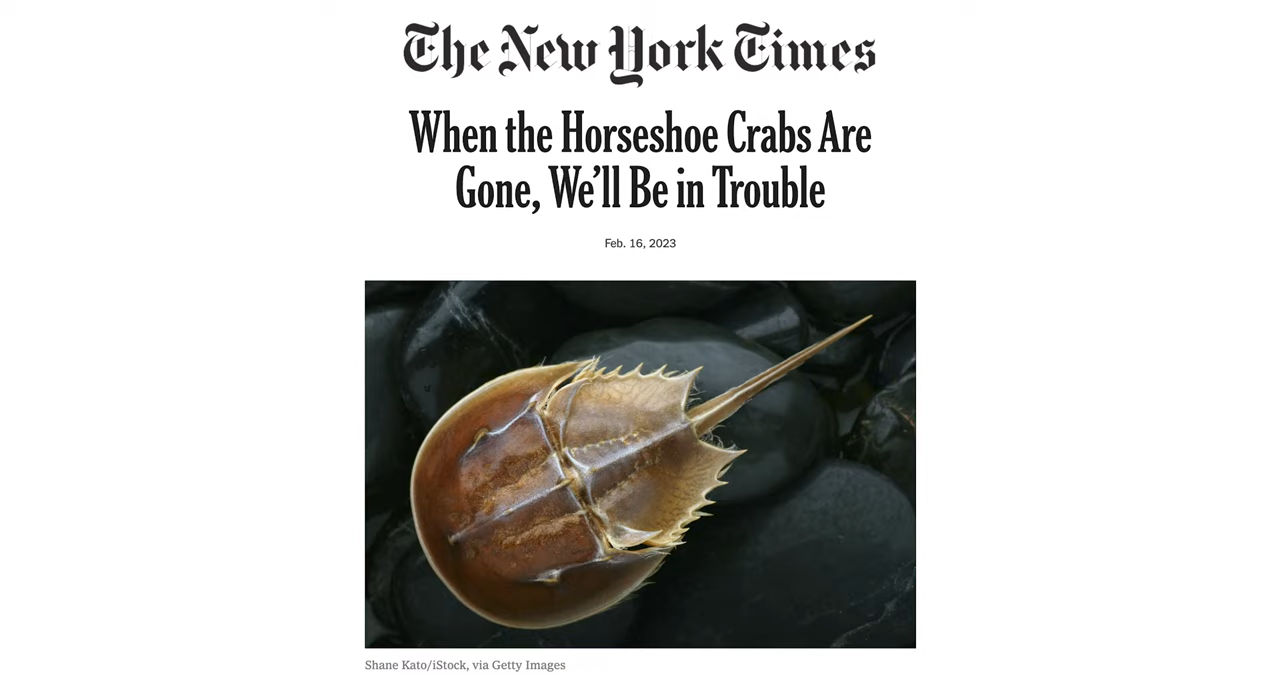 The New York Times
When the Horseshoe Crabs Are
Gone, We’ll Be in Trouble
Feb. 16, 2023
Shane Kato/iStock, via Getty Images